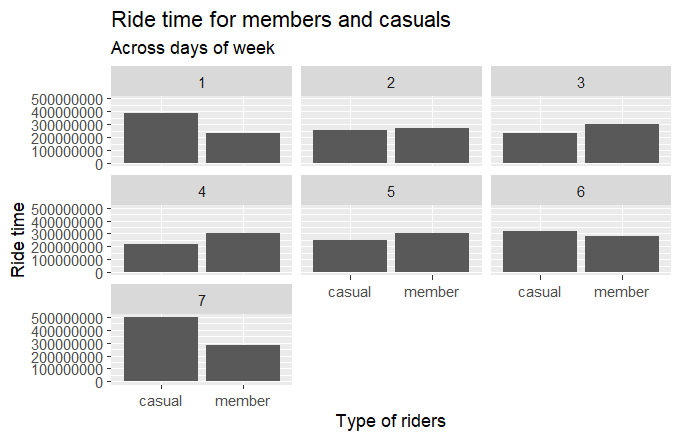 Ride time for members and casuals
Across days of week
1 2 3
500000000
400000000
300000000
200000000
100000000
0
4 5 6
500000000
400000000
300000000
200000000
100000000
0
casual member casual member
7
500000000
400000000
300000000
200000000
100000000
0
casual member
Ride time
Type of riders